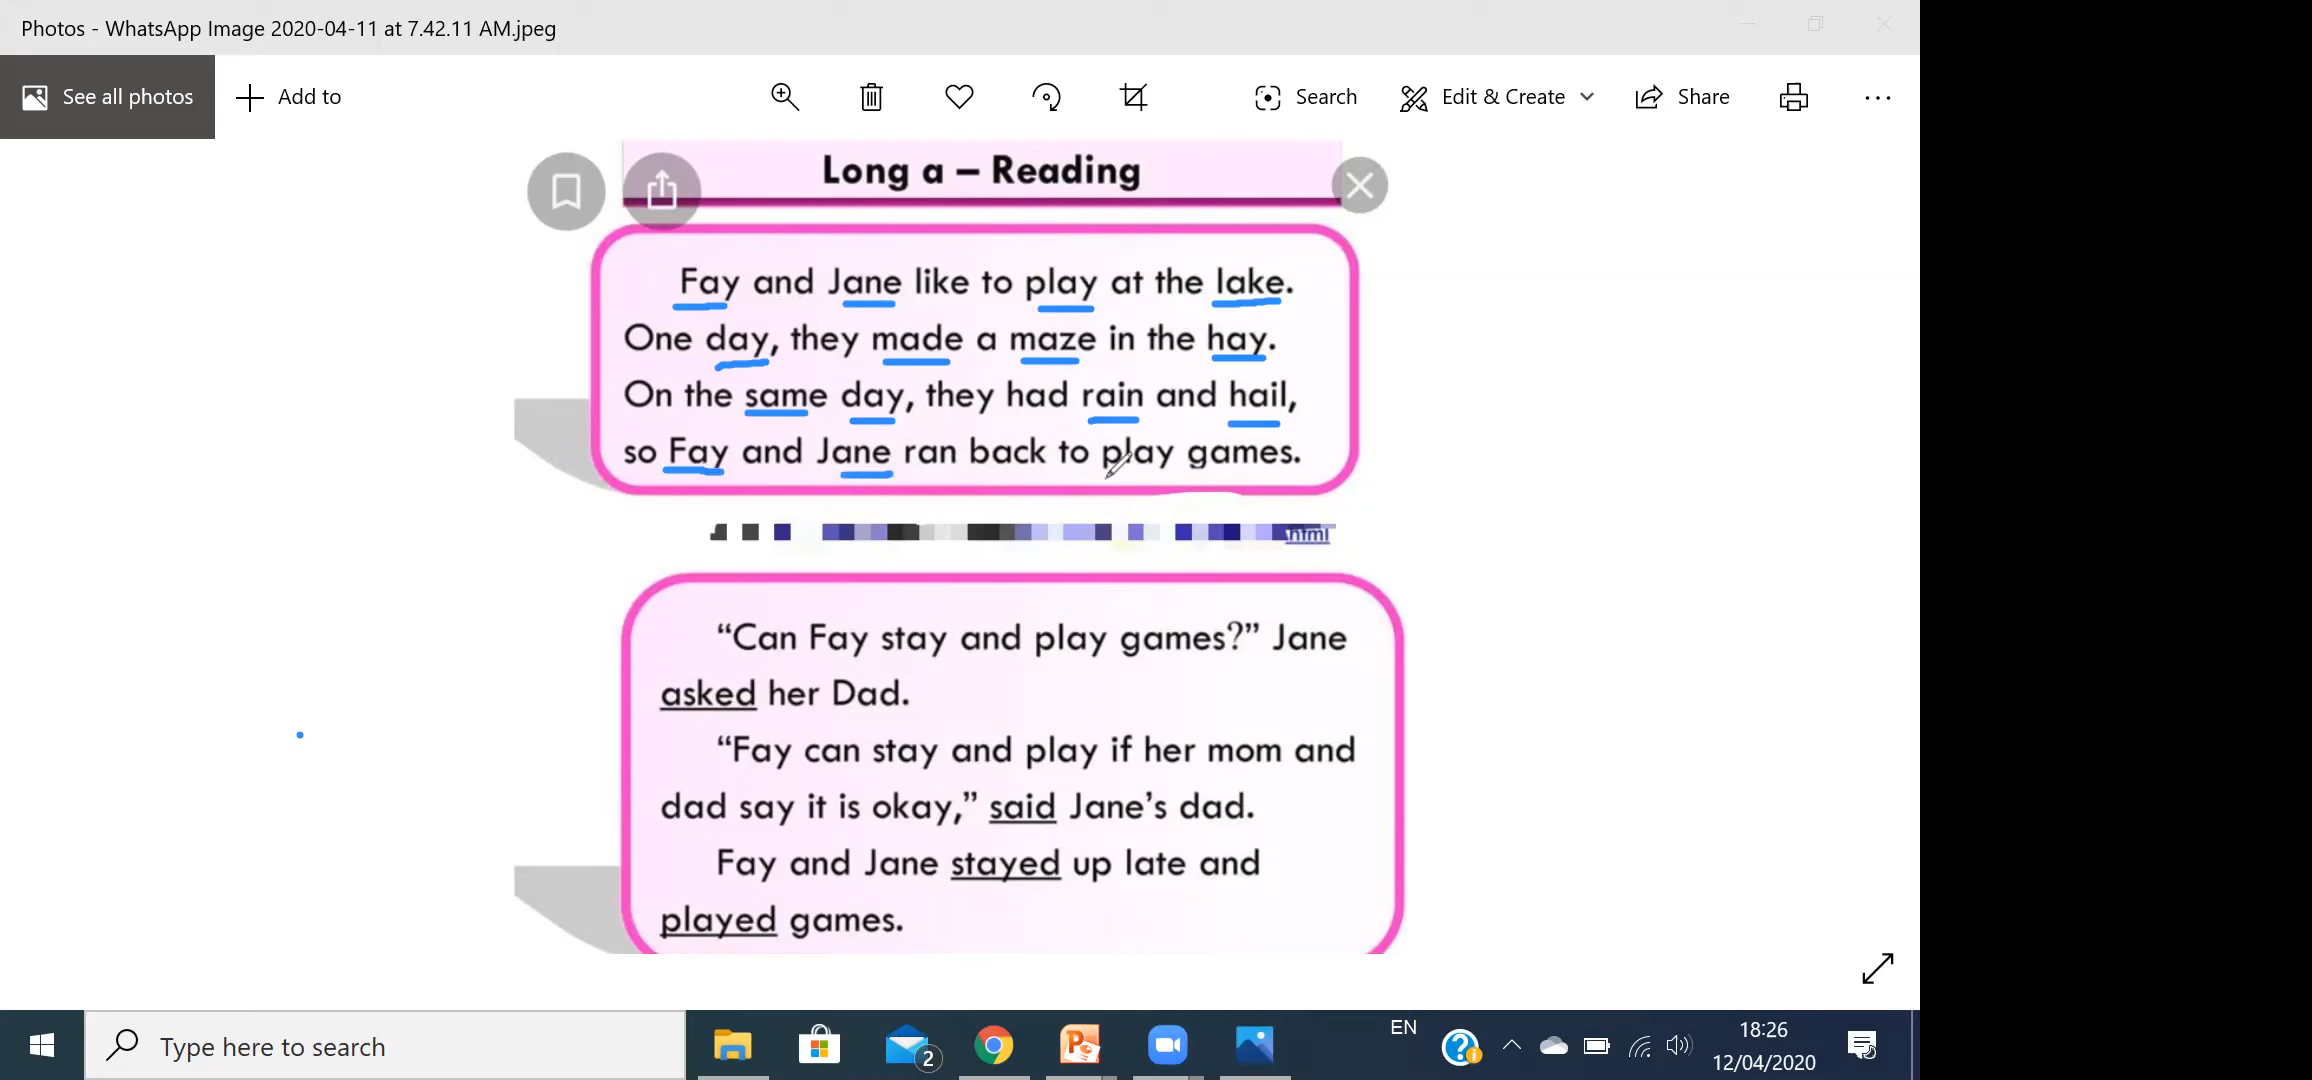 Photos - WhatsApp Image 2020-04-11 at 7.42.11 AM.jpeg
See all photos
Add to
Search
Edit & Create
Share
Long a – Reading
Fay and Jane like to play at the lake.
One day, they made a maze in the hay.
On the same day, they had rain and hail,
so Fay and Jane ran back to play games.
html
“Can Fay stay and play games?” Jane
asked her Dad.
“Fay can stay and play if her mom and
dad say it is okay,” said Jane’s dad.
Fay and Jane stayed up late and
played games.
Type here to search
2
EN
18:26
12/04/2020